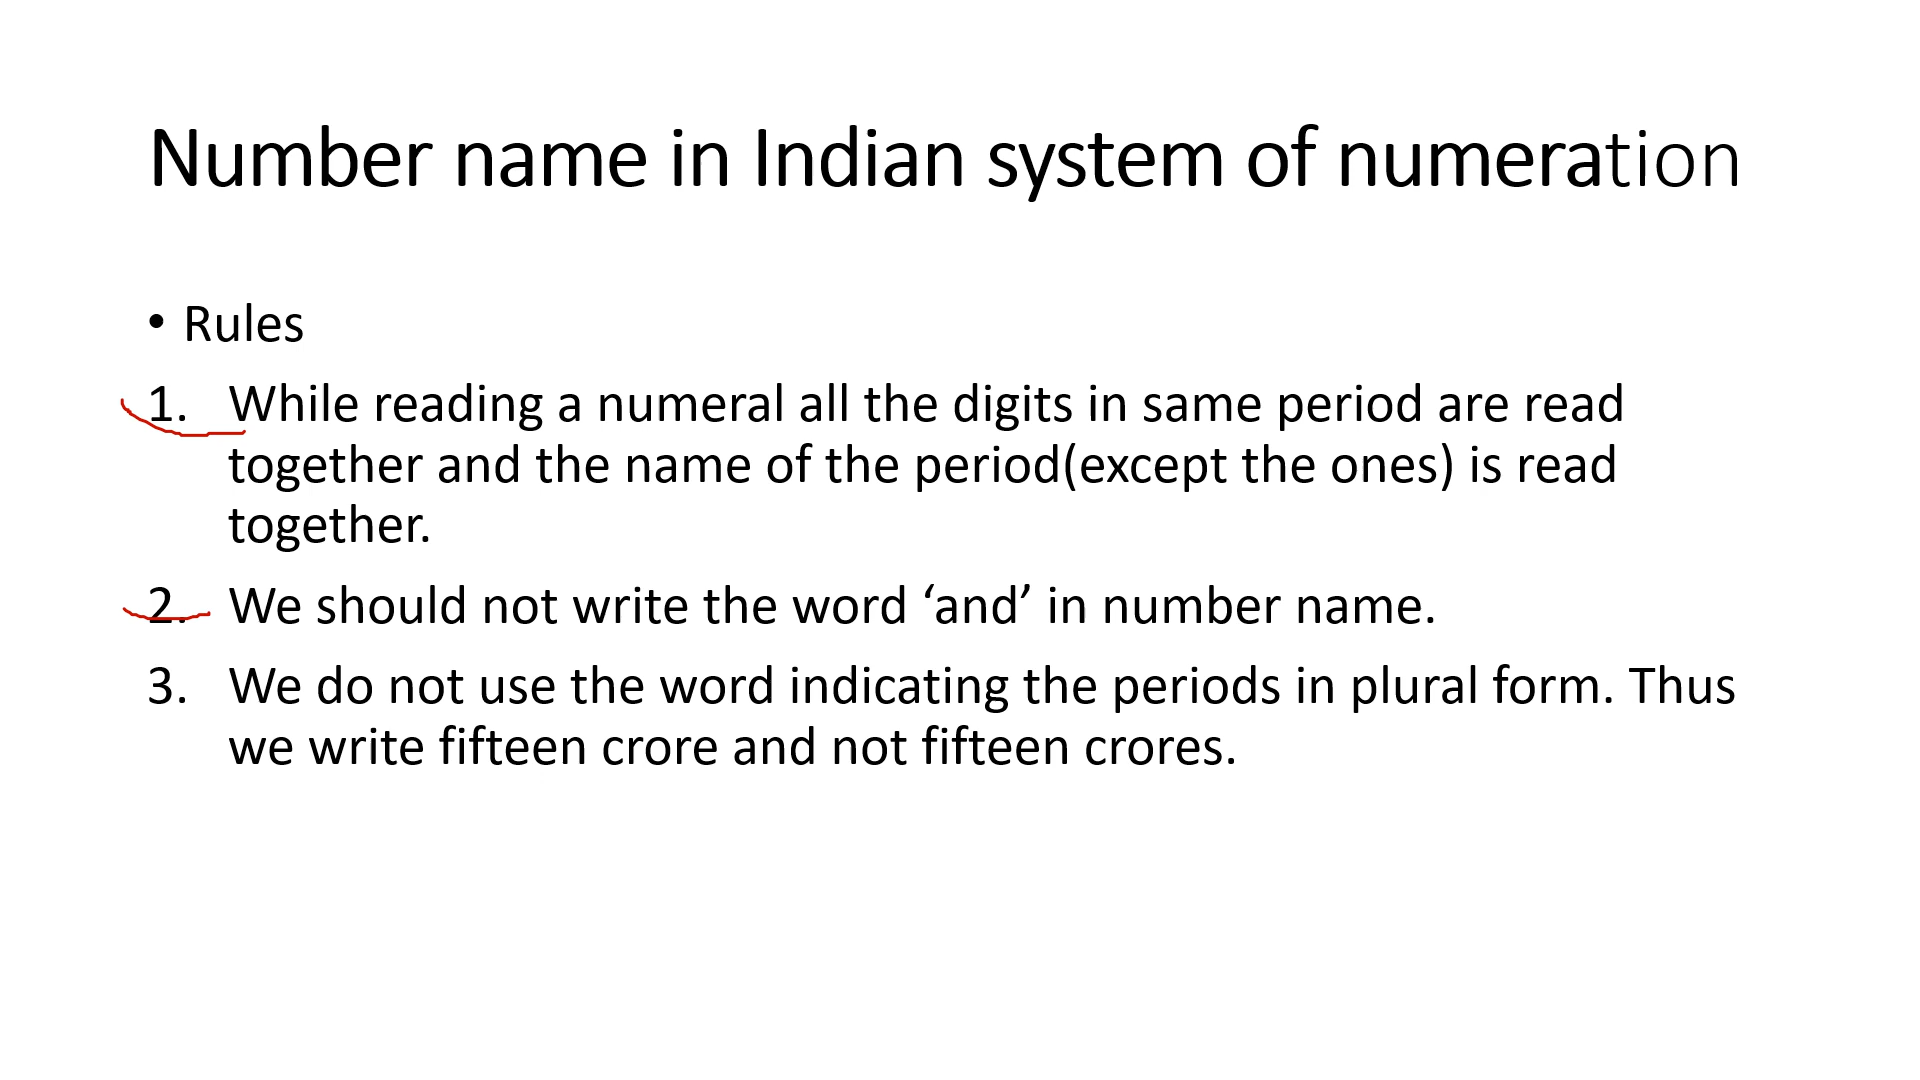 Number name in Indian system of numeration
• Rules
1. While reading a numeral all the digits in same period are read
together and the name of the period(except the ones) is read
together.
2. We should not write the word ‘and’ in number name.
3. We do not use the word indicating the periods in plural form. Thus
we write fifteen crore and not fifteen crores.